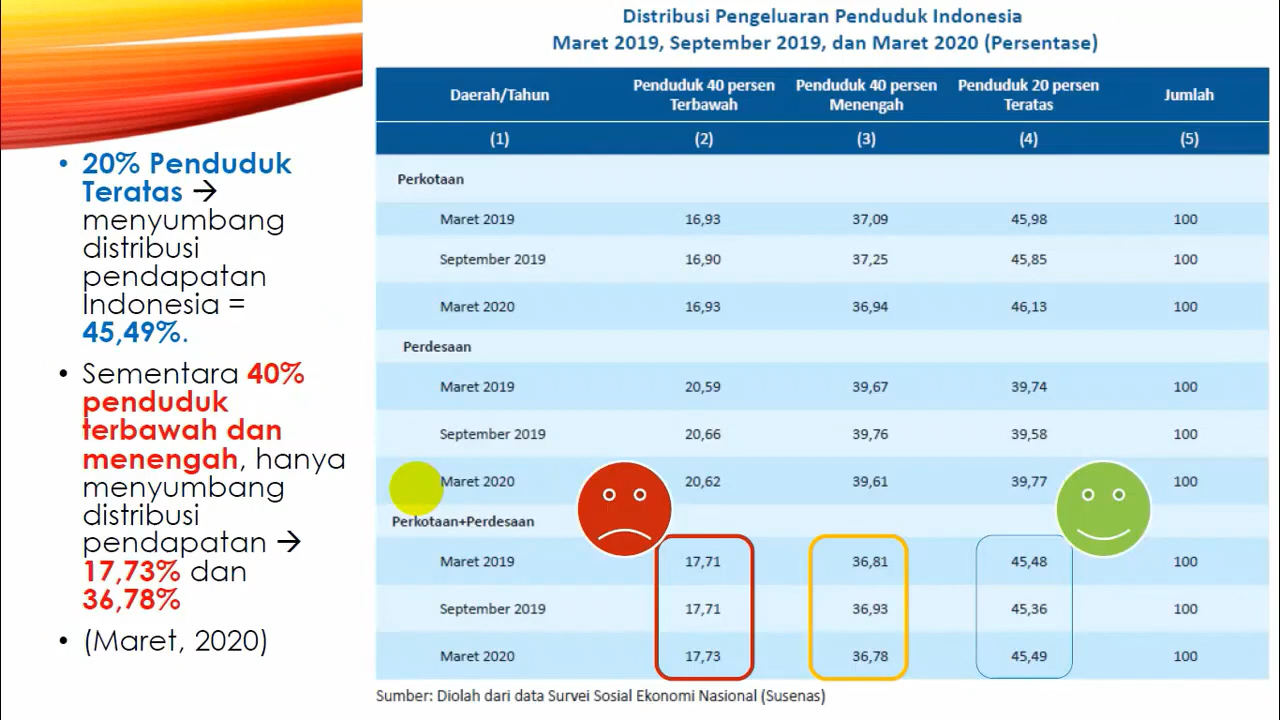 • 20% Penduduk
Teratas →
menyumbang
distribusi
pendapatan
Indonesia =
45,49%.
• Sementara 40%
penduduk
terbawah dan
menengah, hanya
menyumbang
distribusi
pendapatan →
17,73% dan
36,78%
• (Maret, 2020)
Distribusi Pengeluaran Penduduk Indonesia
Maret 2019, September 2019, dan Maret 2020 (Persentase)
Daerah/Tahun Penduduk 40 persen Terbawah Penduduk 40 persen Menengah Penduduk 20 persen Teratas Jumlah
(1) (2) (3) (4) (5)
Perkotaan
Maret 2019 16,93 37,09 45,98 100
September 2019 16,90 37,25 45,85 100
Maret 2020 16,93 36,94 46,13 100
Perdesaan
Maret 2019 20,59 39,67 39,74 100
September 2019 20,66 39,76 39,58 100
Maret 2020 20,62 39,61 39,77 100
Perkotaan+Perdesaan
Maret 2019 17,71 36,81 45,48 100
September 2019 17,71 36,93 45,36 100
Maret 2020 17,73 36,78 45,49 100
Sumber: Diolah dari data Survei Sosial Ekonomi Nasional (Susenas)